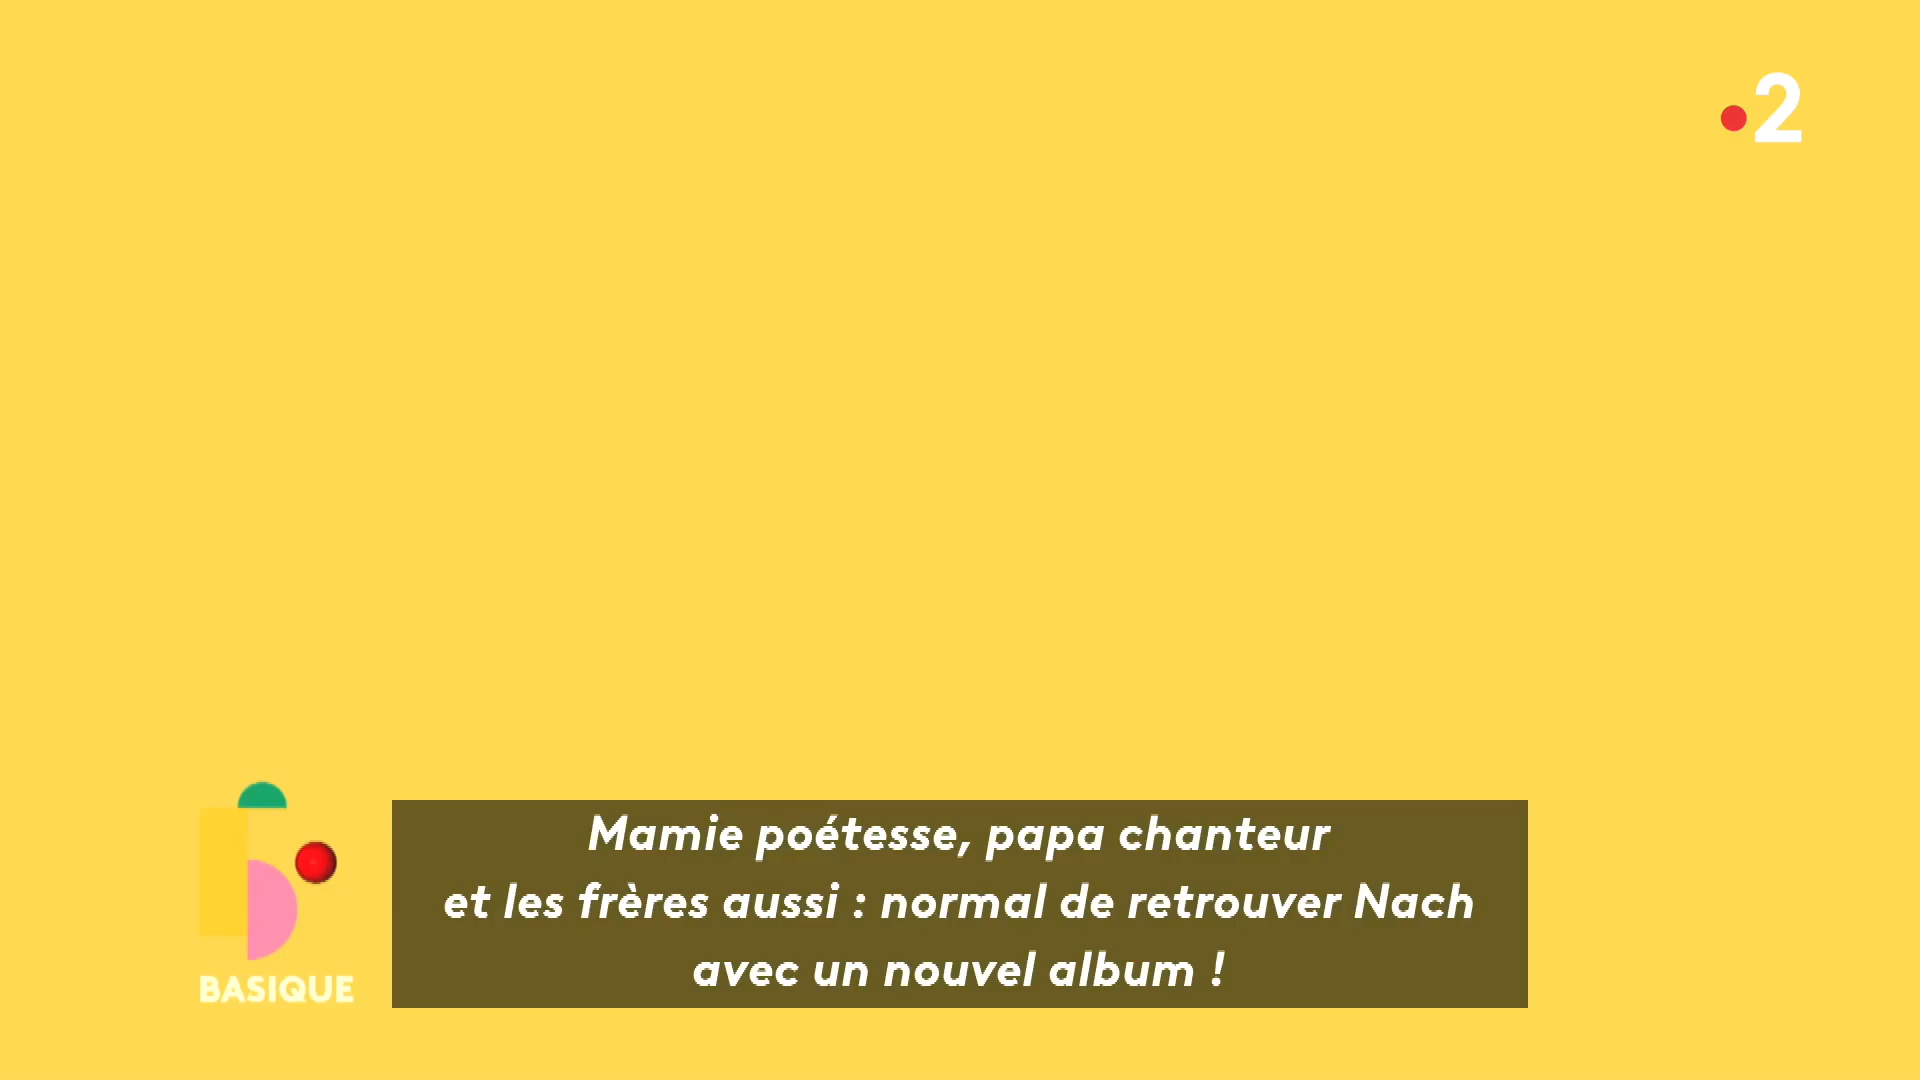 2
Mamie poétesse, papa chanteur
et les frères aussi : normal de retrouver Nach
avec un nouvel album !
BASIQUE